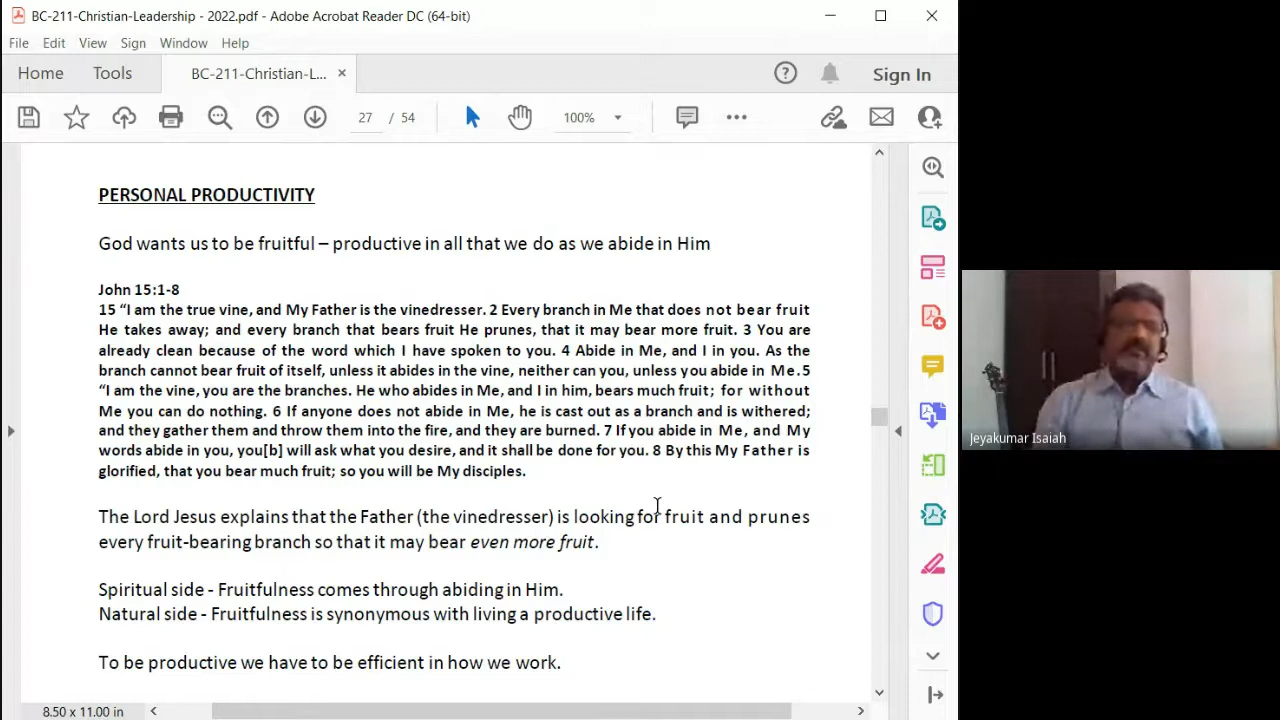 BC-211-Christian-Leadership - 2022.pdf - Adobe Acrobat Reader DC (64-bit)
File Edit View Sign Window Help
Home Tools BC-211-Christian-L... × Sign In
27 / 54 100%
PERSONAL PRODUCTIVITY
God wants us to be fruitful – productive in all that we do as we abide in Him
John 15:1-8
15 “I am the true vine, and My Father is the vinedresser. 2 Every branch in Me that does not bear fruit
He takes away; and every branch that bears fruit He prunes, that it may bear more fruit. 3 You are
already clean because of the word which I have spoken to you. 4 Abide in Me, and I in you. As the
branch cannot bear fruit of itself, unless it abides in the vine, neither can you, unless you abide in Me.5
“I am the vine, you are the branches. He who abides in Me, and I in him, bears much fruit; for without
Me you can do nothing. 6 If anyone does not abide in Me, he is cast out as a branch and is withered;
and they gather them and throw them into the fire, and they are burned. 7 If you abide in Me, and My
words abide in you, you[b] will ask what you desire, and it shall be done for you. 8 By this My Father is
glorified, that you bear much fruit; so you will be My disciples.
The Lord Jesus explains that the Father (the vinedresser) is looking for fruit and prunes
every fruit-bearing branch so that it may bear even more fruit.
Spiritual side - Fruitfulness comes through abiding in Him.
Natural side - Fruitfulness is synonymous with living a productive life.
To be productive we have to be efficient in how we work.
8.50 x 11.00 in
Jeyakumar Isaiah